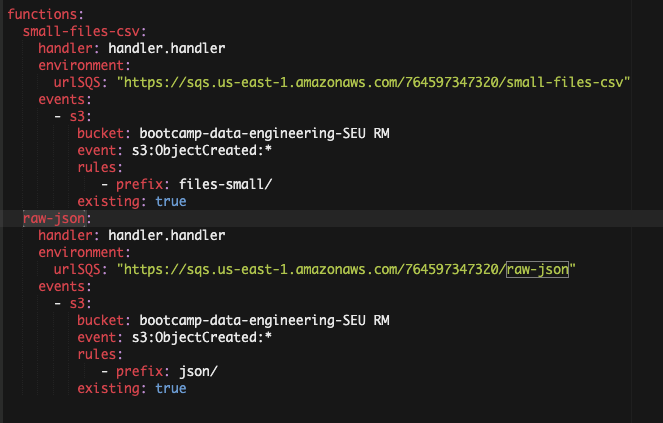 functions:
  small-files-csv:
    handler: handler.handler
    environment:
      urlSQS: "https://sqs.us-east-1.amazonaws.com/764597347320/small-files-csv"
    events:
      - s3:
          bucket: bootcamp-data-engineering-SEU RM
          event: s3:ObjectCreated:*
          rules:
            - prefix: files-small/
          existing: true
  raw-json:
    handler: handler.handler
    environment:
      urlSQS: "https://sqs.us-east-1.amazonaws.com/764597347320/raw-json"
    events:
      - s3:
          bucket: bootcamp-data-engineering-SEU RM
          event: s3:ObjectCreated:*
          rules:
            - prefix: json/
          existing: true